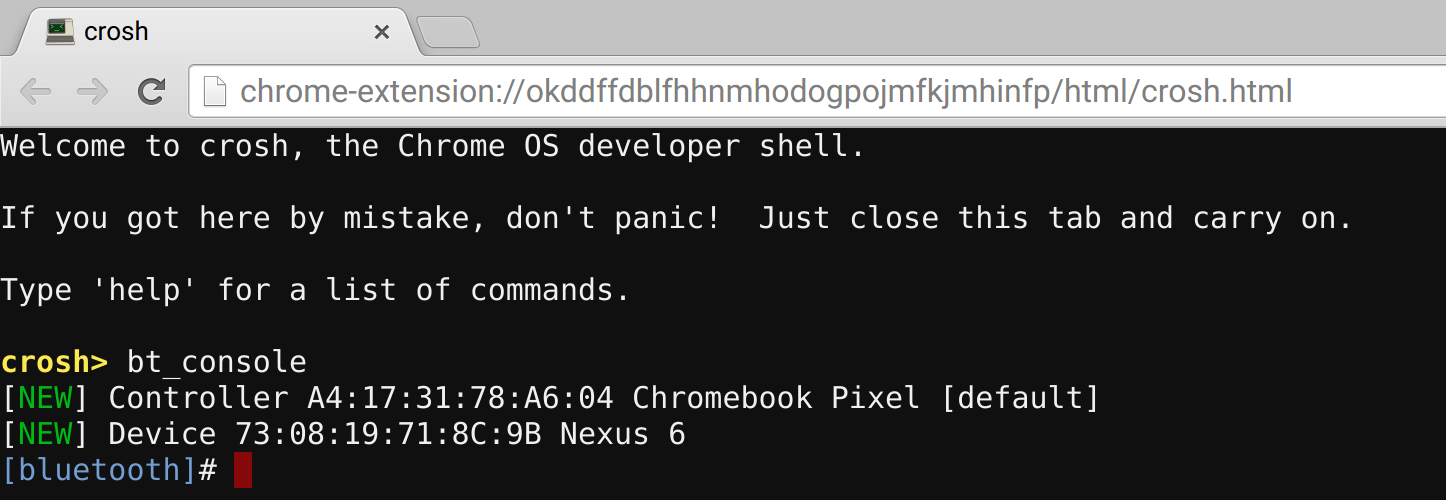 crosh
chrome-extension://okddffdblfhhnmhodogpojmfkjmhinfp/html/crosh.html
Welcome to crosh, the Chrome OS developer shell.
If you got here by mistake, don't panic!  Just close this tab and carry on.
Type 'help' for a list of commands.
crosh> bt_console
[NEW] Controller A4:17:31:78:A6:04 Chromebook Pixel [default]
[NEW] Device 73:08:19:71:8C:9B Nexus 6
[bluetooth]#